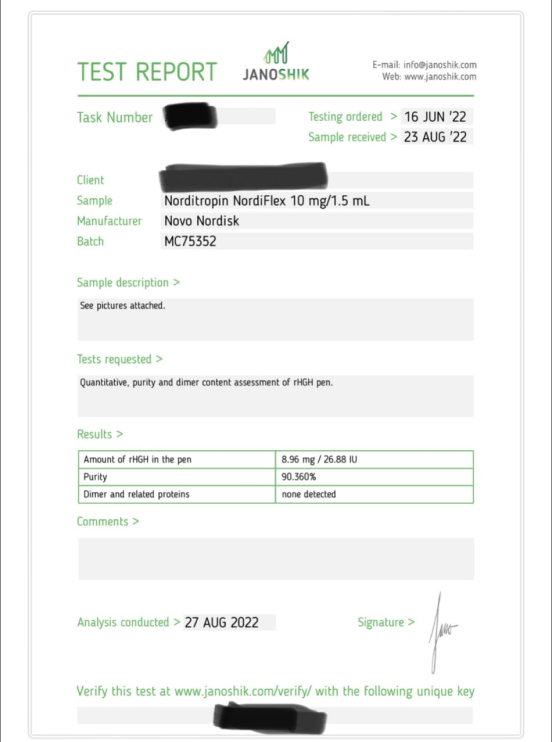 TEST REPORT
JANOSHIK
E-mail: info@janoshik.com
Web: www.janoshik.com
Task Number
Testing ordered > 16 JUN '22
Sample received > 23 AUG '22
Client
Sample Norditropin NordiFlex 10 mg/1.5 mL
Manufacturer Novo Nordisk
Batch MC75352
Sample description >
See pictures attached.
Tests requested >
Quantitative, purity and dimer content assessment of rHGH pen.
Results >
Amount of rHGH in the pen 8.96 mg / 26.88 IU
Purity 90.360%
Dimer and related proteins none detected
Comments >
Analysis conducted > 27 AUG 2022
Signature >
Verify this test at www.janoshik.com/verify/ with the following unique key